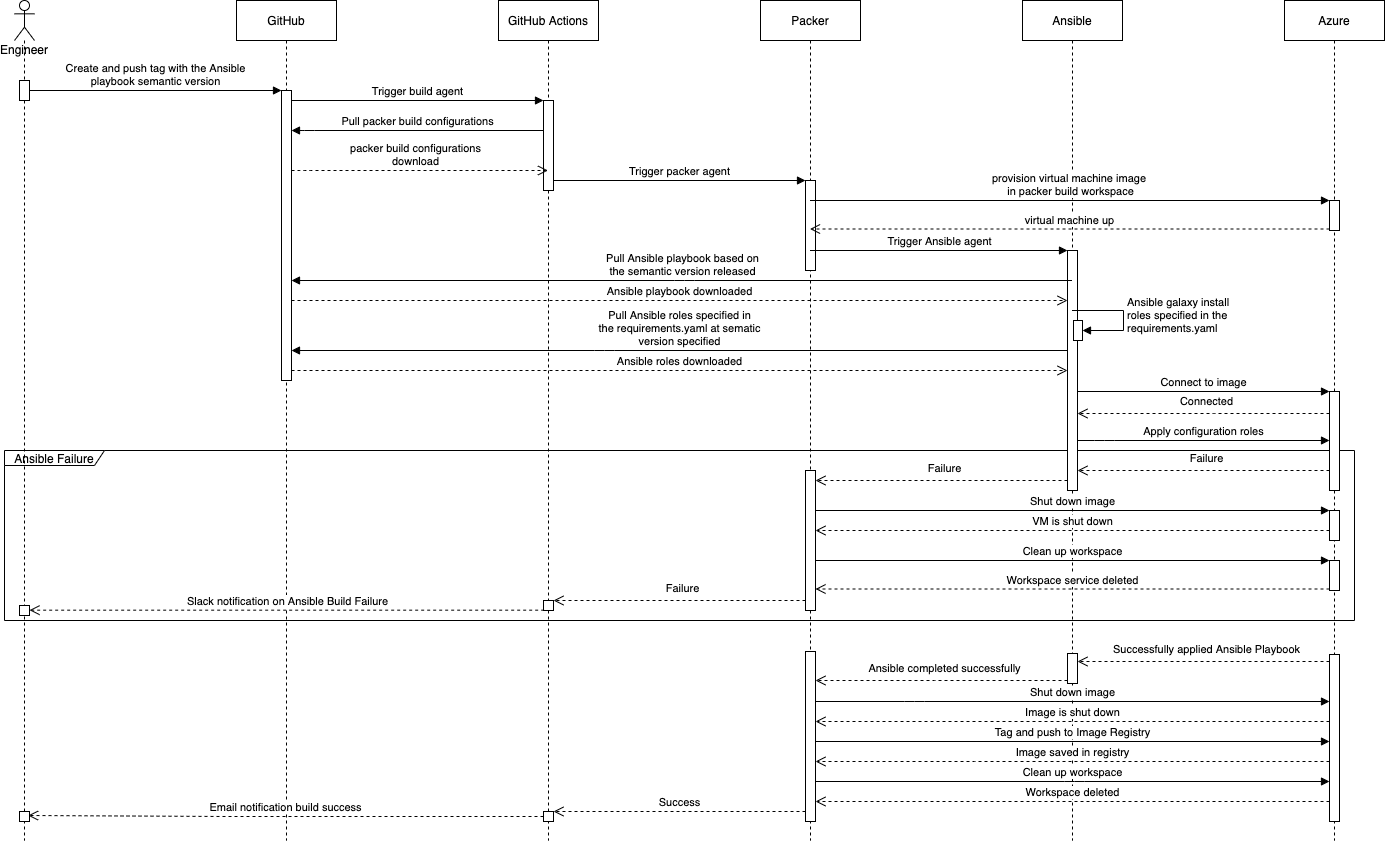 Engineer
GitHub
GitHub Actions
Packer
Ansible
Azure
Create and push tag with the Ansible
playbook semantic version
Trigger build agent
Pull packer build configurations
packer build configurations
download
Trigger packer agent
provision virtual machine image
in packer build workspace
virtual machine up
Trigger Ansible agent
Pull Ansible playbook based on
the semantic version released
Ansible playbook downloaded
Ansible galaxy install
roles specified in the
requirements.yaml
Pull Ansible roles specified in
the requirements.yaml at sematic
version specified
Ansible roles downloaded
Connect to image
Connected
Apply configuration roles
Ansible Failure
Failure
Failure
Shut down image
VM is shut down
Clean up workspace
Workspace service deleted
Failure
Slack notification on Ansible Build Failure
Successfully applied Ansible Playbook
Ansible completed successfully
Shut down image
Image is shut down
Tag and push to Image Registry
Image saved in registry
Clean up workspace
Workspace deleted
Success
Email notification build success